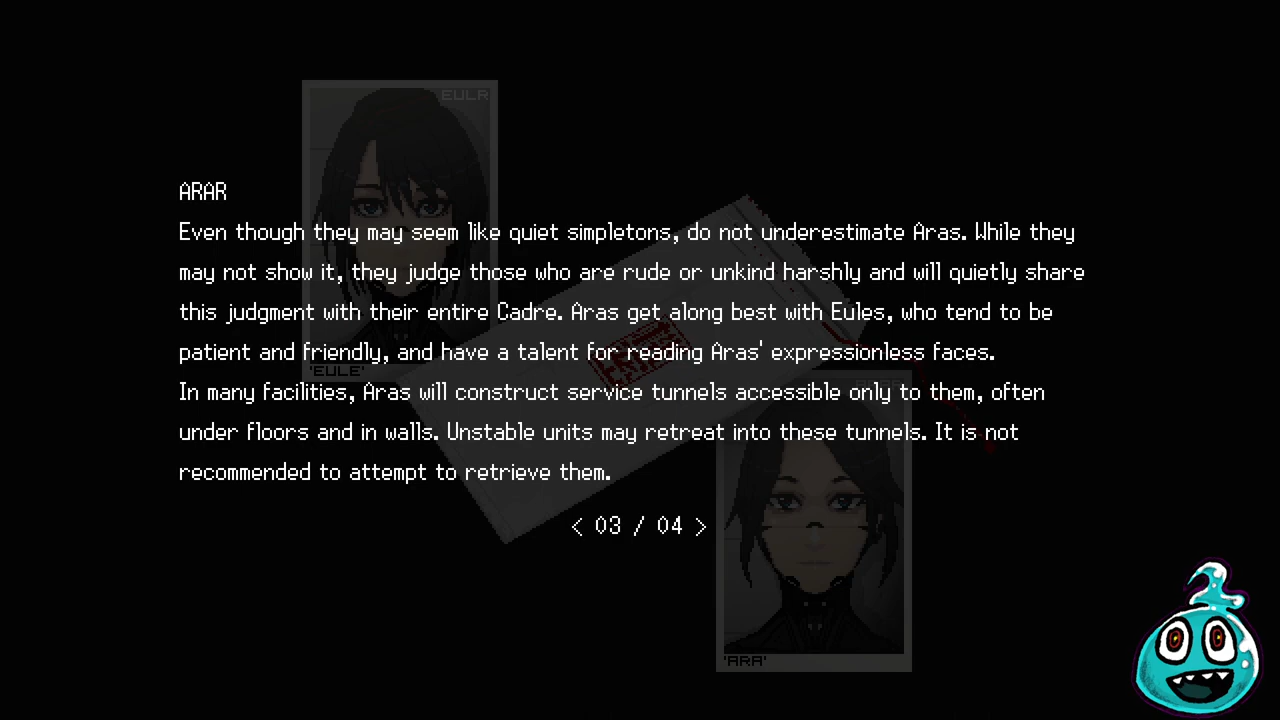 EULR
ARAR
Even though they may seem like quiet simpletons, do not underestimate Aras. While they
may not show it, they judge those who are rude or unkind harshly and will quietly share
this judgment with their entire Cadre. Aras get along best with Eules, who tend to be
patient and friendly, and have a talent for reading Aras' expressionless faces.
'EULE'
In many facilities, Aras will construct service tunnels accessible only to them, often
under floors and in walls. Unstable units may retreat into these tunnels. It is not
recommended to attempt to retrieve them.
< 03 / 04 >
'ARA'